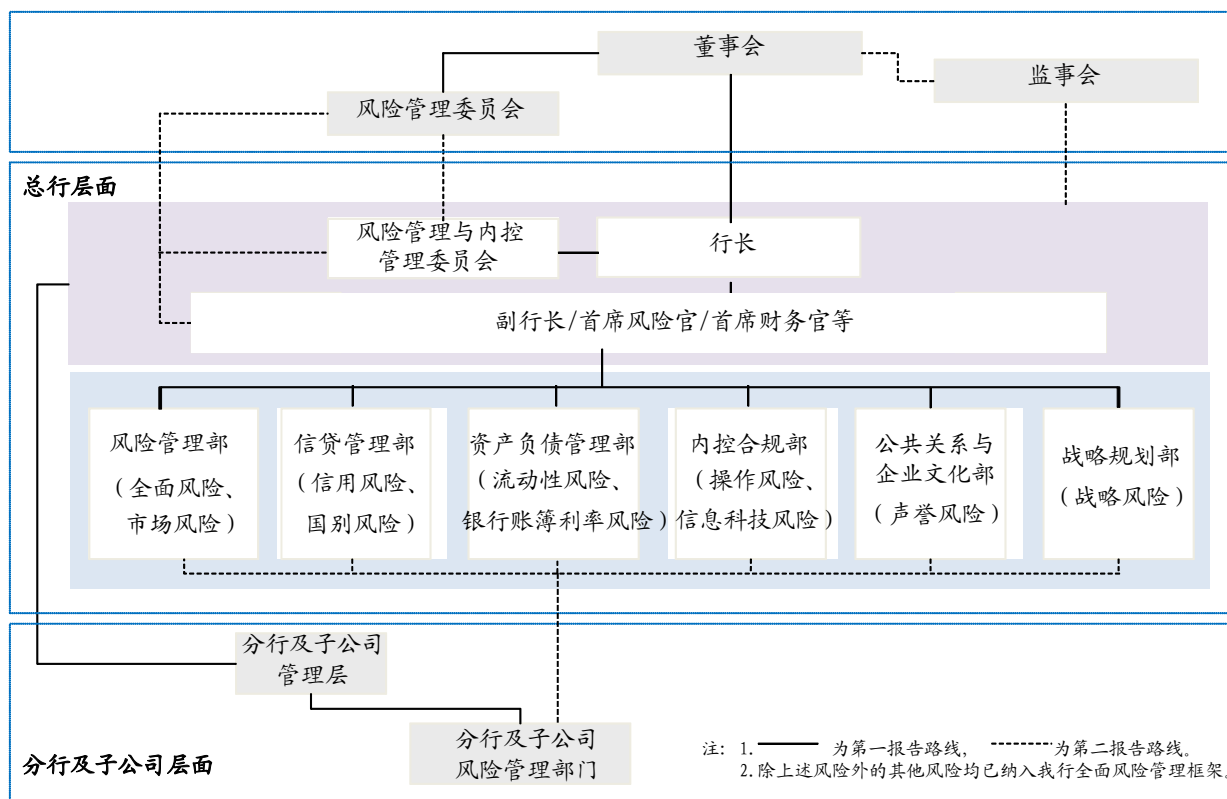 董事会
监事会
风险管理委员会
总行层面
风险管理与内控
管理委员会
行长
副行长/首席风险官/首席财务官等
风险管理部
（全面风险、
市场风险）
信贷管理部
（信用风险、
国别风险）
资产负债管理部
（流动性风险、
银行账簿利率风险）
内控合规部
（操作风险、
信息科技风险）
公共关系与
企业文化部
（声誉风险）
战略规划部
（战略风险）
分行及子公司
管理层
分行及子公司
风险管理部门
分行及子公司层面
注：1. 为第一报告路线， 为第二报告路线。
2.除上述风险外的其他风险均已纳入我行全面风险管理框架。